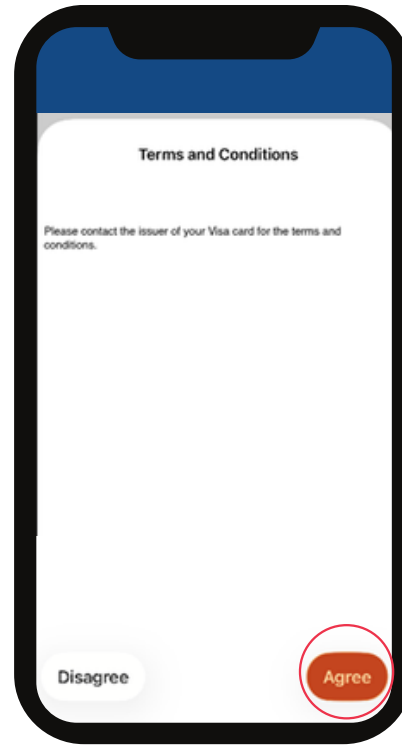 Terms and Conditions
Please contact the issuer of your Visa card for the terms and
conditions.
Disagree
Agree